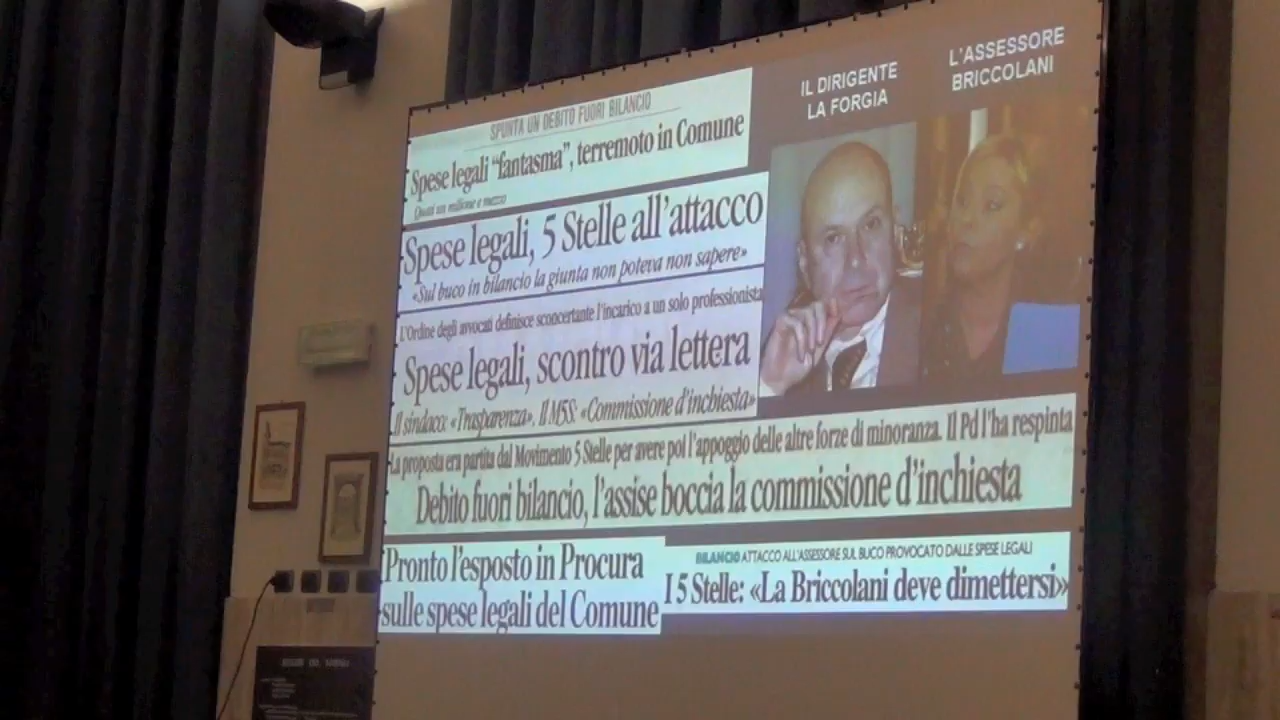 SPUNTA UN DEBITO FUORI BILANCIO
Spese legali “fantasma”, terremoto in Comune
Quasi un milione e mezzo
Spese legali, 5 Stelle all’attacco
«Sul buco in bilancio la giunta non poteva non sapere»
L’Ordine degli avvocati definisce sconcertante l’incarico a un solo professionista
Spese legali, scontro via lettera
Il sindaco: «Trasparenza». Il M5S: «Commissione d’inchiesta»
La proposta era partita dal Movimento 5 Stelle per avere poi l’appoggio delle altre forze di minoranza. Il Pd l’ha respinta
Debito fuori bilancio, l’assise boccia la commissione d’inchiesta
Pronto l’esposto in Procura
sulle spese legali del Comune
BILANCIO ATTACCO ALL’ASSESSORE SUL BUCO PROVOCATO DALLE SPESE LEGALI
I 5 Stelle: «La Briccolani deve dimettersi»
IL DIRIGENTE
LA FORGIA
L’ASSESSORE
BRICCOLANI